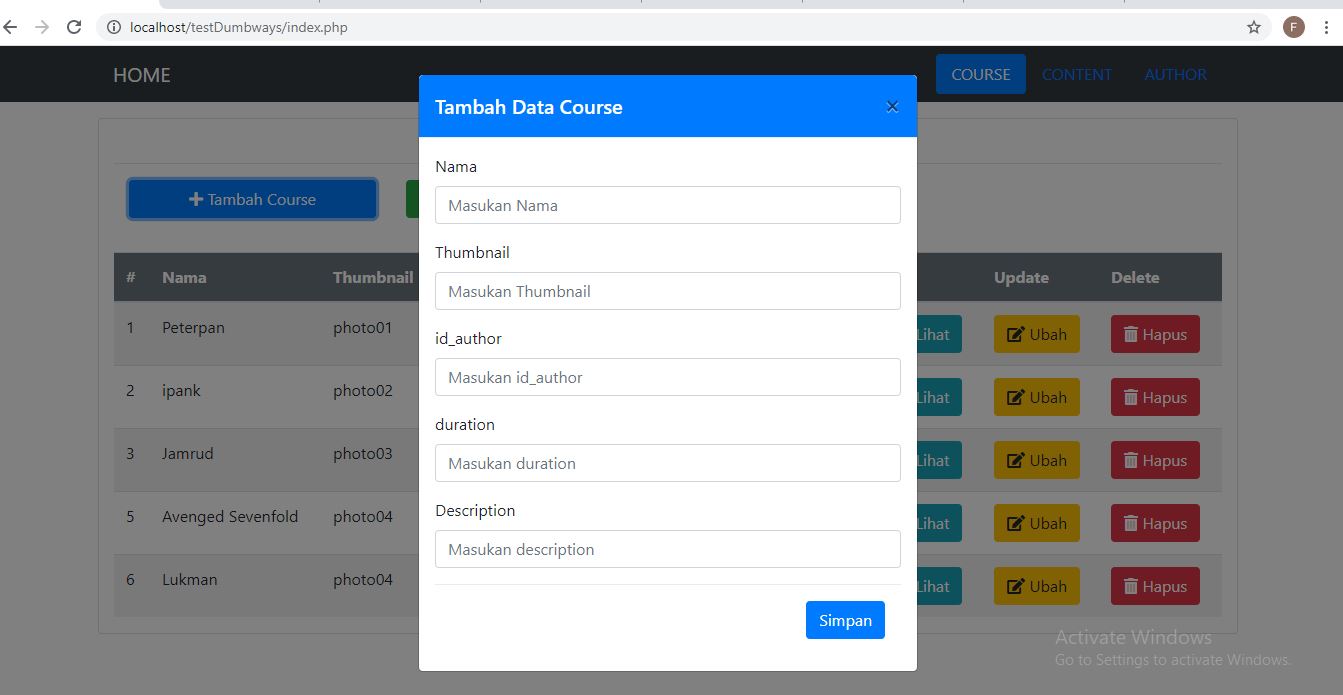 localhost/testDumbways/index.php
F
HOME
COURSE
CONTENT
AUTHOR
Tambah Data Course
×
Nama
Masukan Nama
Thumbnail
Masukan Thumbnail
id_author
Masukan id_author
duration
Masukan duration
Description
Masukan description
Simpan
Tambah Course
# Nama Thumbnail Update Delete
1 Peterpan photo01 Lihat Ubah Hapus
2 ipank photo02 Lihat Ubah Hapus
3 Jamrud photo03 Lihat Ubah Hapus
5 Avenged Sevenfold photo04 Lihat Ubah Hapus
6 Lukman photo04 Lihat Ubah Hapus
Activate Windows
Go to Settings to activate Windows.